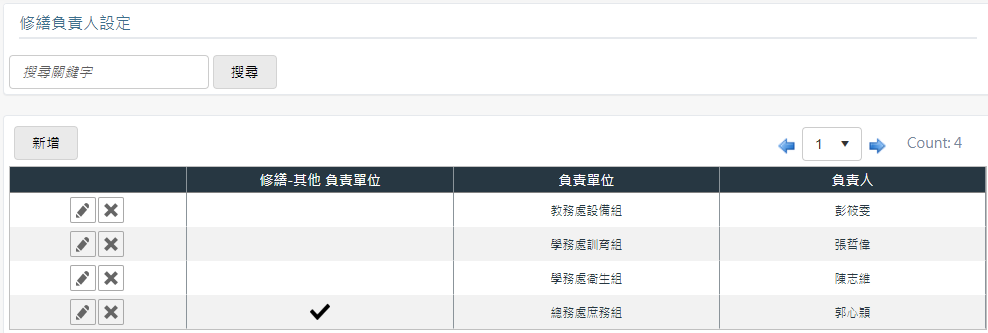 修繕負責人設定
搜尋關鍵字 搜尋
新增 1 Count: 4
修繕-其他 負責單位 負責單位 負責人
教務處設備組 彭筱雯
學務處訓育組 張哲偉
學務處衛生組 陳志維
總務處庶務組 郭心穎